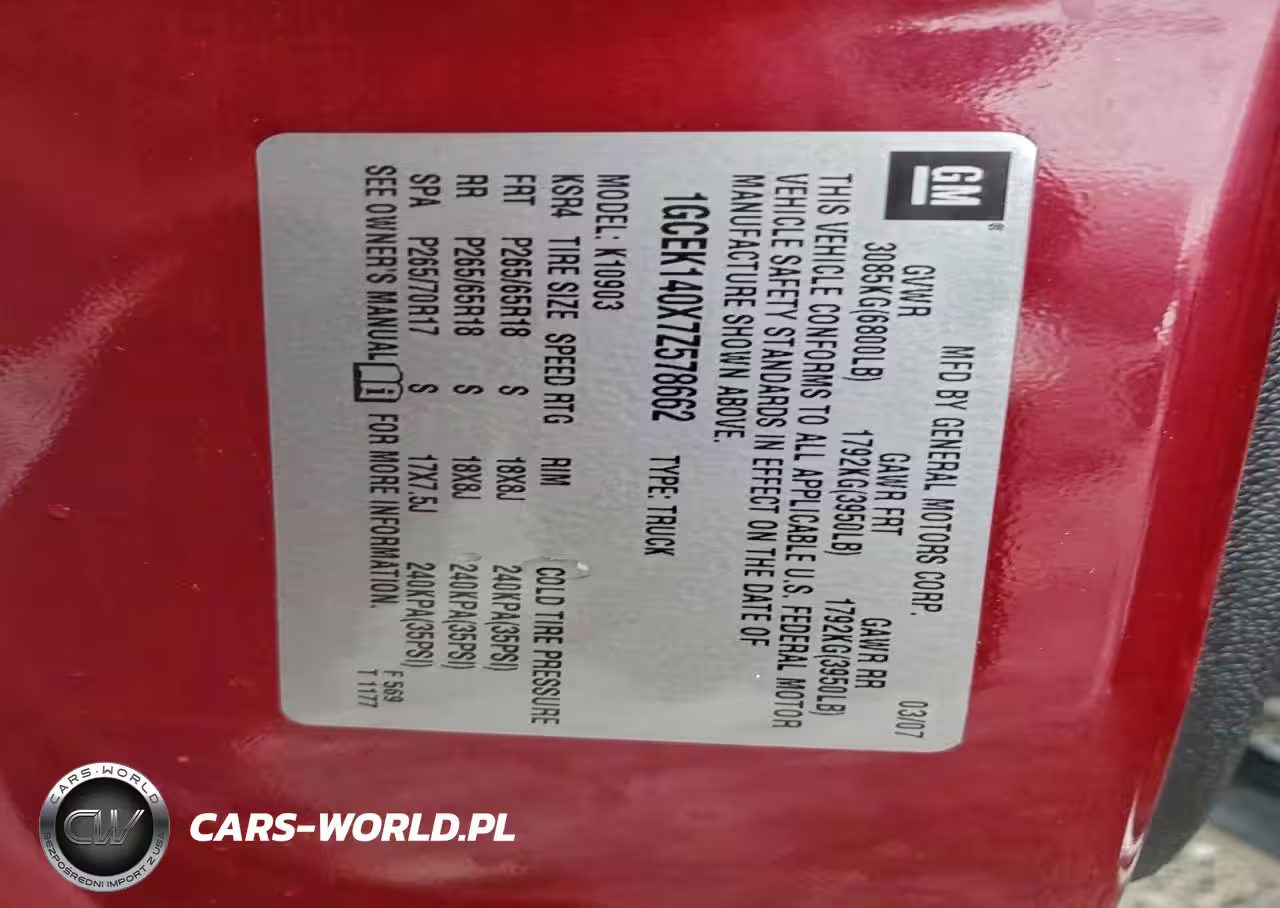 GM®
MFD BY GENERAL MOTORS CORP. 03/07
GVWR GAWR FRT GAWR RR
3085KG(6800LB) 1792KG(3950LB) 1792KG(3950LB)
THIS VEHICLE CONFORMS TO ALL APPLICABLE U.S. FEDERAL MOTOR
VEHICLE SAFETY STANDARDS IN EFFECT ON THE DATE OF
MANUFACTURE SHOWN ABOVE.
1GCEK140X7Z578662 TYPE: TRUCK
MODEL: K10903
KSR4 TIRE SIZE SPEED RTG RIM COLD TIRE PRESSURE
FRT P265/65R18 S 18X8J 240KPA(35PSI)
RR P265/65R18 S 18X8J 240KPA(35PSI)
SPA P26570R17 S 17X7.5J 240KPA(35PSI)
SEE OWNER'S MANUAL i FOR MORE INFORMATION.
F 569
T 1177
CARS-WORLD
CW
BEZPOŚREDNI IMPORT Z USA
CARS-WORLD.PL